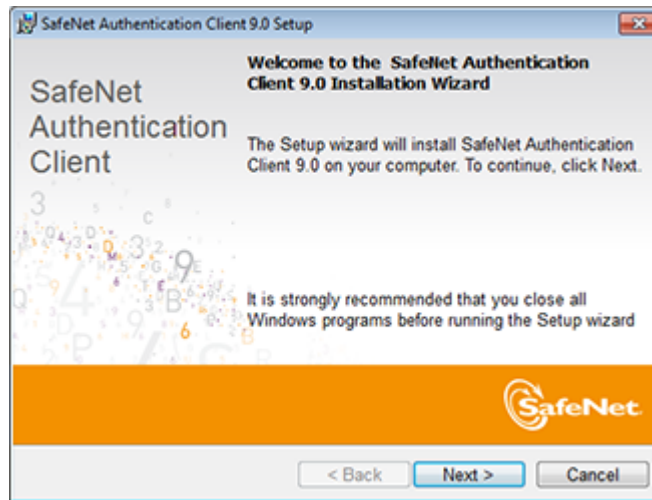 SafeNet Authentication Client 9.0 Setup
SafeNet
Authentication
Client
Welcome to the SafeNet Authentication
Client 9.0 Installation Wizard
The Setup wizard will install SafeNet Authentication
Client 9.0 on your computer. To continue, click Next.
It is strongly recommended that you close all
Windows programs before running the Setup wizard
SafeNet.
< Back
Next >
Cancel